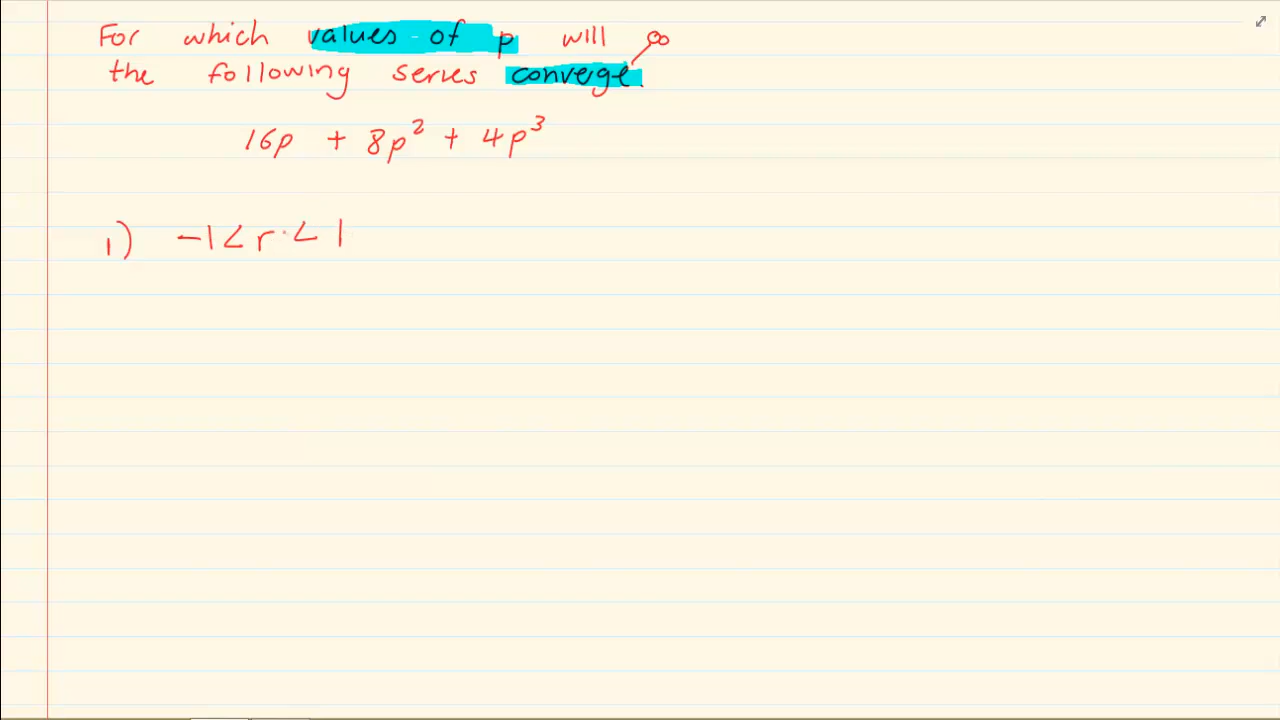 For which values of p will ∞
the following series converge
16p + 8p² + 4p³
1) -1 < r < 1